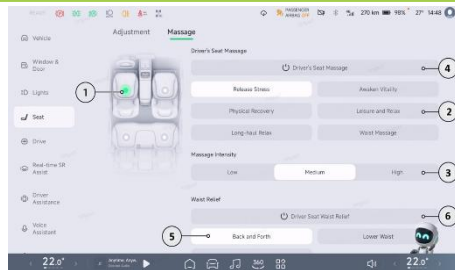 READY
PASSENGER
AIRBAG OFF
270 km
98%
27° 14:48
Adjustment
Massage
Vehicle
Window &
Door
Lights
Seat
Drive
Real-time SR
Assist
Driver
Assistance
Voice
Assistant
Driver's Seat Massage
Driver's Seat Massage
4
Release Stress
Awaken Vitality
1
Physical Recovery
Leisure and Relax
2
Long-haul Relax
Waist Massage
Massage Intensity
Low
Medium
High
3
Waist Relief
Driver Seat Waist Relief
6
5
Back and Forth
Lower Waist
22.0°
360
22.0°